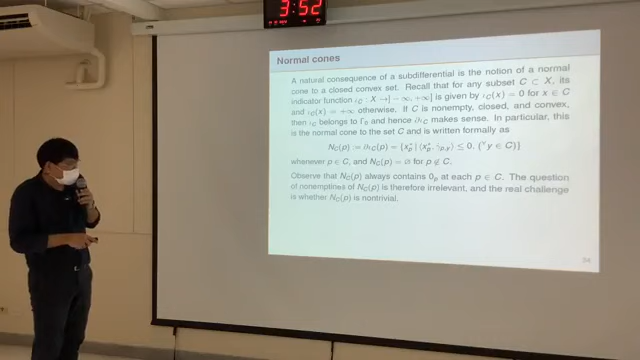 3:52
Normal cones
A natural consequence of a subdifferential is the notion of a normal
cone to a closed convex set. Recall that for any subset C ⊂ X, its
indicator function ι_C : X →] − ∞, +∞] is given by ι_C(x) = 0 for x ∈ C
and ι_C(x) = +∞ otherwise. If C is nonempty, closed, and convex,
then ι_C belongs to Γ₀ and hence ∂ι_C makes sense. In particular, this
is the normal cone to the set C and is written formally as
N_C(p) := ∂ι_C(p) = {x*_p | ⟨x*_p, γ̇_{p,y}⟩ ≤ 0, (∀y ∈ C)}
whenever p ∈ C, and N_C(p) = ∅ for p ∉ C.
Observe that N_C(p) always contains 0_p at each p ∈ C. The question
of nonemptines of N_C(p) is therefore irrelevant, and the real challenge
is whether N_C(p) is nontrivial.